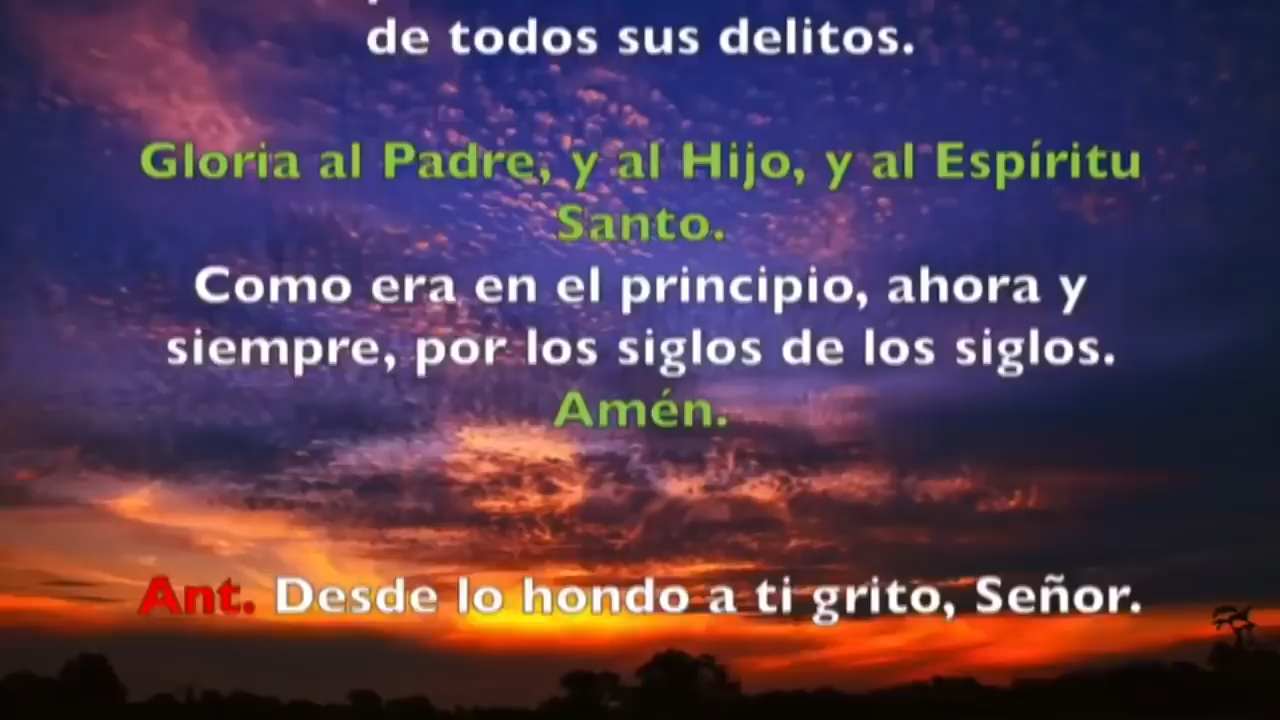 de todos sus delitos.
Gloria al Padre, y al Hijo, y al Espíritu
Santo.
Como era en el principio, ahora y
siempre, por los siglos de los siglos.
Amén.
Ant. Desde lo hondo a ti grito, Señor.